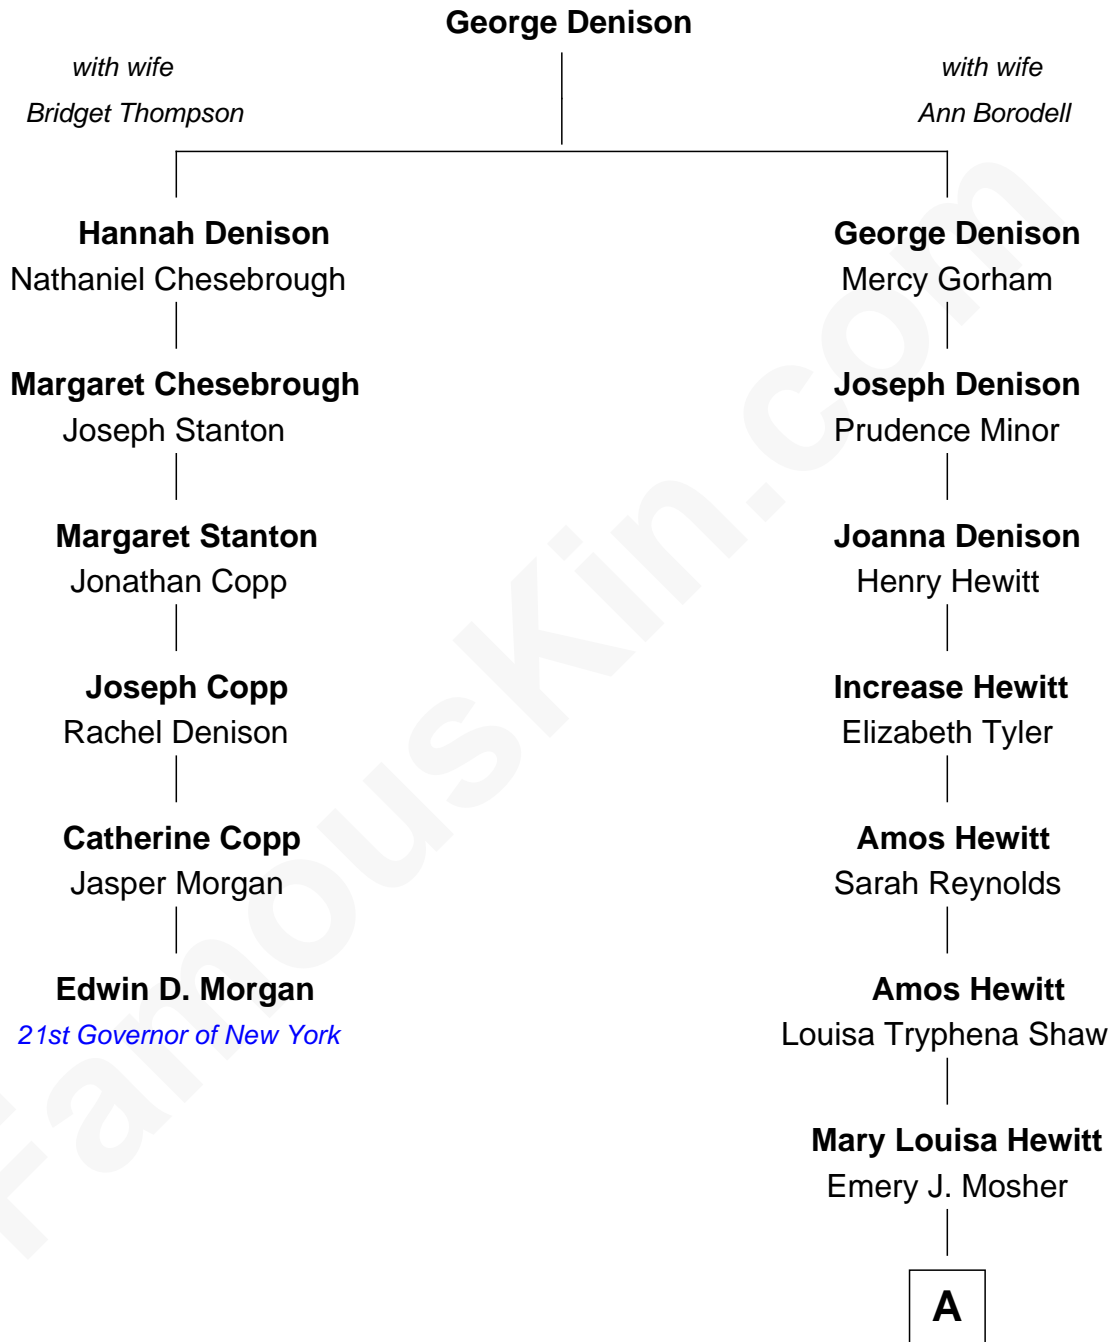 George Denison
with wife
Bridget Thompson
with wife
Ann Borodell
Hannah Denison
Nathaniel Chesebrough
George Denison
Mercy Gorham
Margaret Chesebrough
Joseph Stanton
Joseph Denison
Prudence Minor
Margaret Stanton
Jonathan Copp
Joanna Denison
Henry Hewitt
Joseph Copp
Rachel Denison
Increase Hewitt
Elizabeth Tyler
Catherine Copp
Jasper Morgan
Amos Hewitt
Sarah Reynolds
Edwin D. Morgan
21st Governor of New York
Amos Hewitt
Louisa Tryphena Shaw
Mary Louisa Hewitt
Emery J. Mosher
A
FamousKin.com